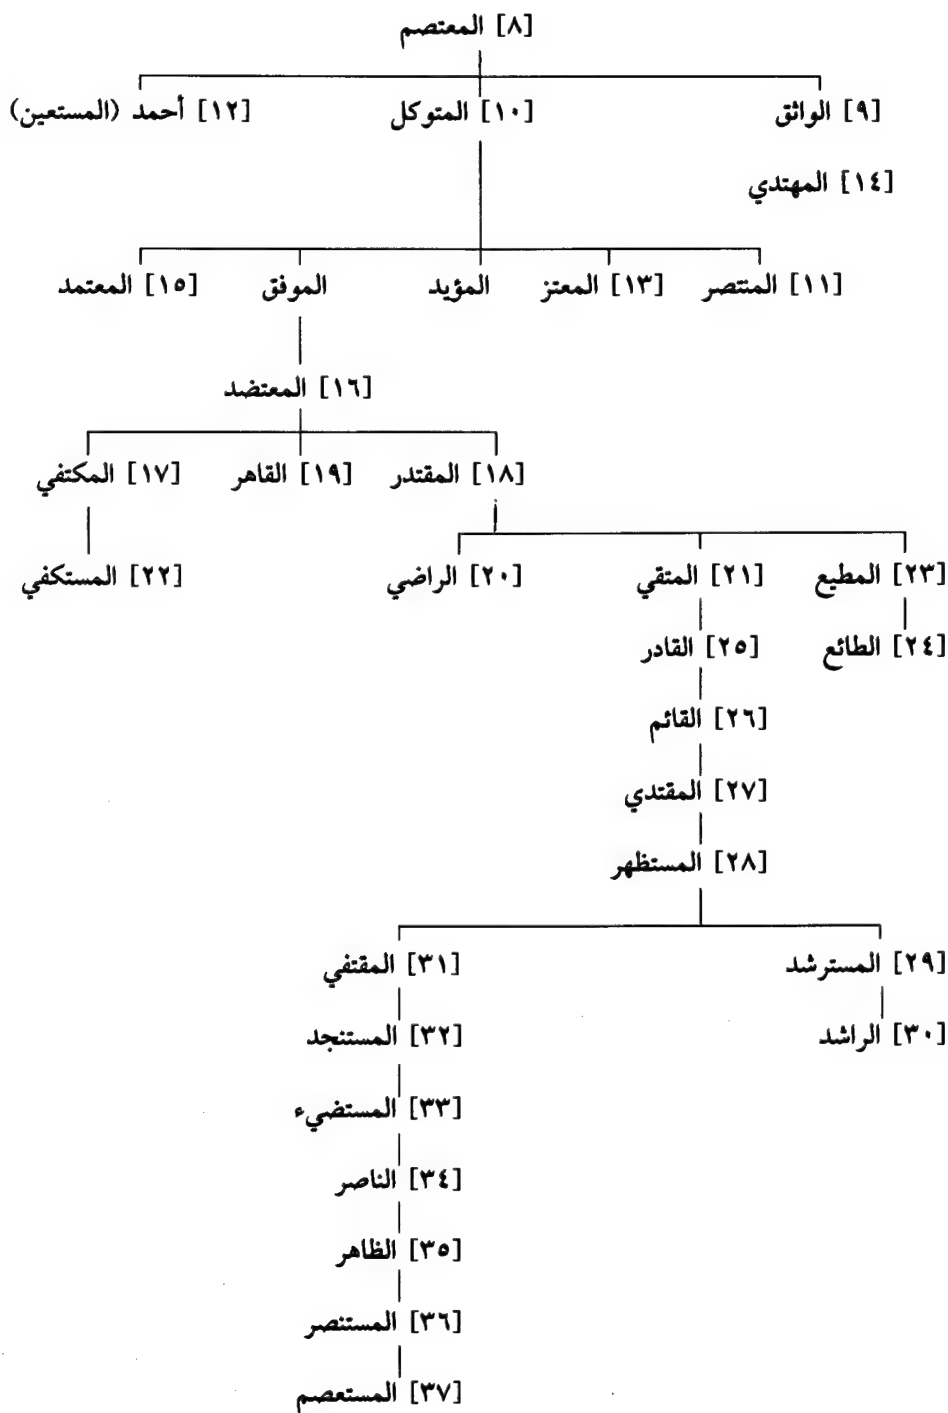 [٨] المعتصم
[٩] الواثق [١٠] المتوكل [١٢] أحمد (المستعين)
[١٤] المهتدي
[١١] المنتصر [١٣] المعتز المؤيد الموفق [١٥] المعتمد
[١٦] المعتضد
[١٨] المقتدر [١٩] القاهر [١٧] المكتفي
[٢٣] المطيع [٢١] المتقي [٢٠] الراضي [٢٢] المستكفي
[٢٤] الطائع [٢٥] القادر
[٢٦] القائم
[٢٧] المقتدي
[٢٨] المستظهر
[٢٩] المسترشد [٣١] المقتفي
[٣٠] الراشد [٣٢] المستنجد
[٣٣] المستضيء
[٣٤] الناصر
[٣٥] الظاهر
[٣٦] المستنصر
[٣٧] المستعصم